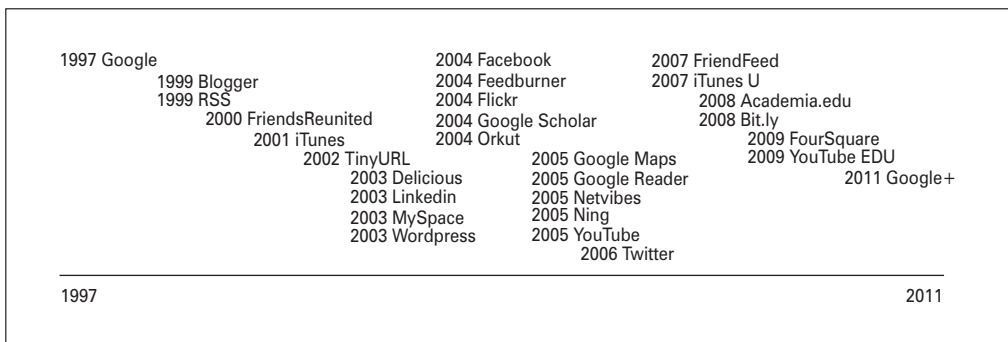 1997 Google
1999 Blogger
1999 RSS
2000 FriendsReunited
2001 iTunes
2002 TinyURL
2003 Delicious
2003 Linkedin
2003 MySpace
2003 Wordpress
2004 Facebook
2004 Feedburner
2004 Flickr
2004 Google Scholar
2004 Orkut
2005 Google Maps
2005 Google Reader
2005 Netvibes
2005 Ning
2005 YouTube
2006 Twitter
2007 FriendFeed
2007 iTunes U
2008 Academia.edu
2008 Bit.ly
2009 FourSquare
2009 YouTube EDU
2011 Google+
1997
2011